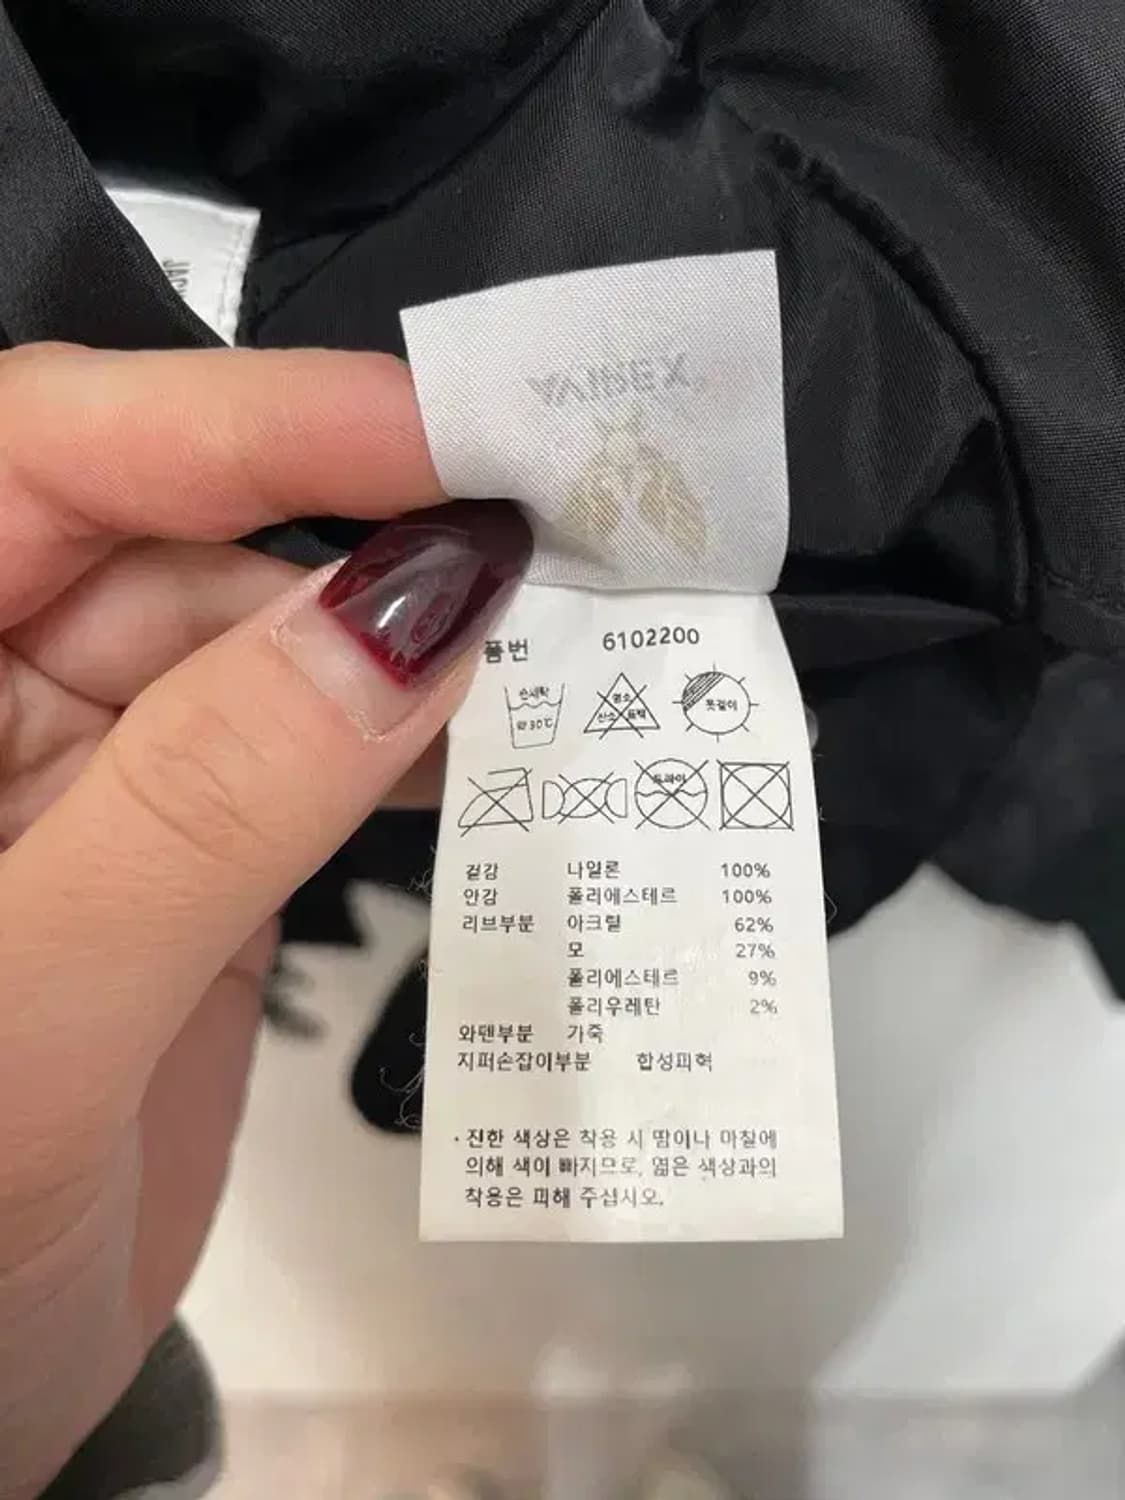 AVIREX
품번 6102200
손세탁
약30℃
염소
산소 표백
옷걸이
드라이
겉감 나일론 100%
안감 폴리에스테르 100%
리브부분 아크릴 62%
모 27%
폴리에스테르 9%
폴리우레탄 2%
와펜부분 가죽
지퍼손잡이부분 합성피혁
· 진한 색상은 착용 시 땀이나 마찰에
의해 색이 빠지므로, 엷은 색상과의
착용은 피해 주십시오.